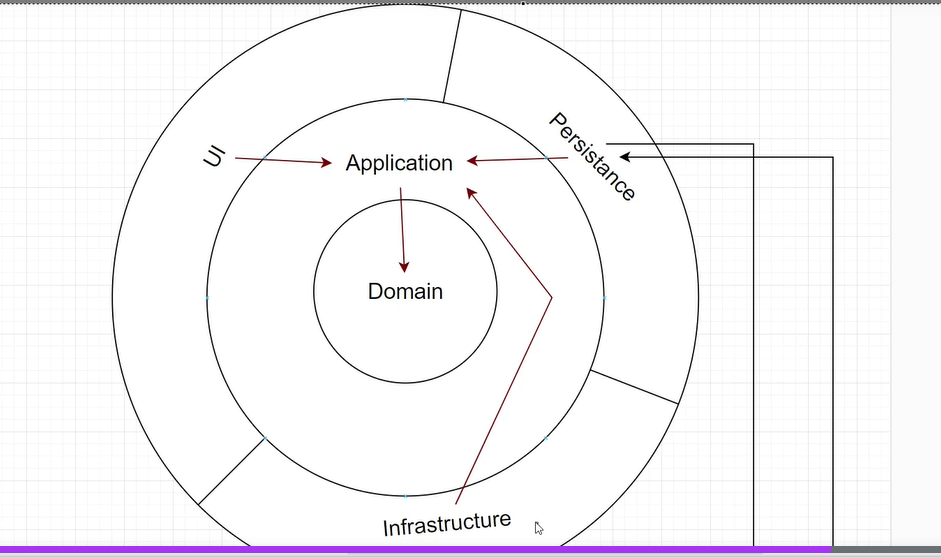 UI
Application
Persistance
Domain
Infrastructure